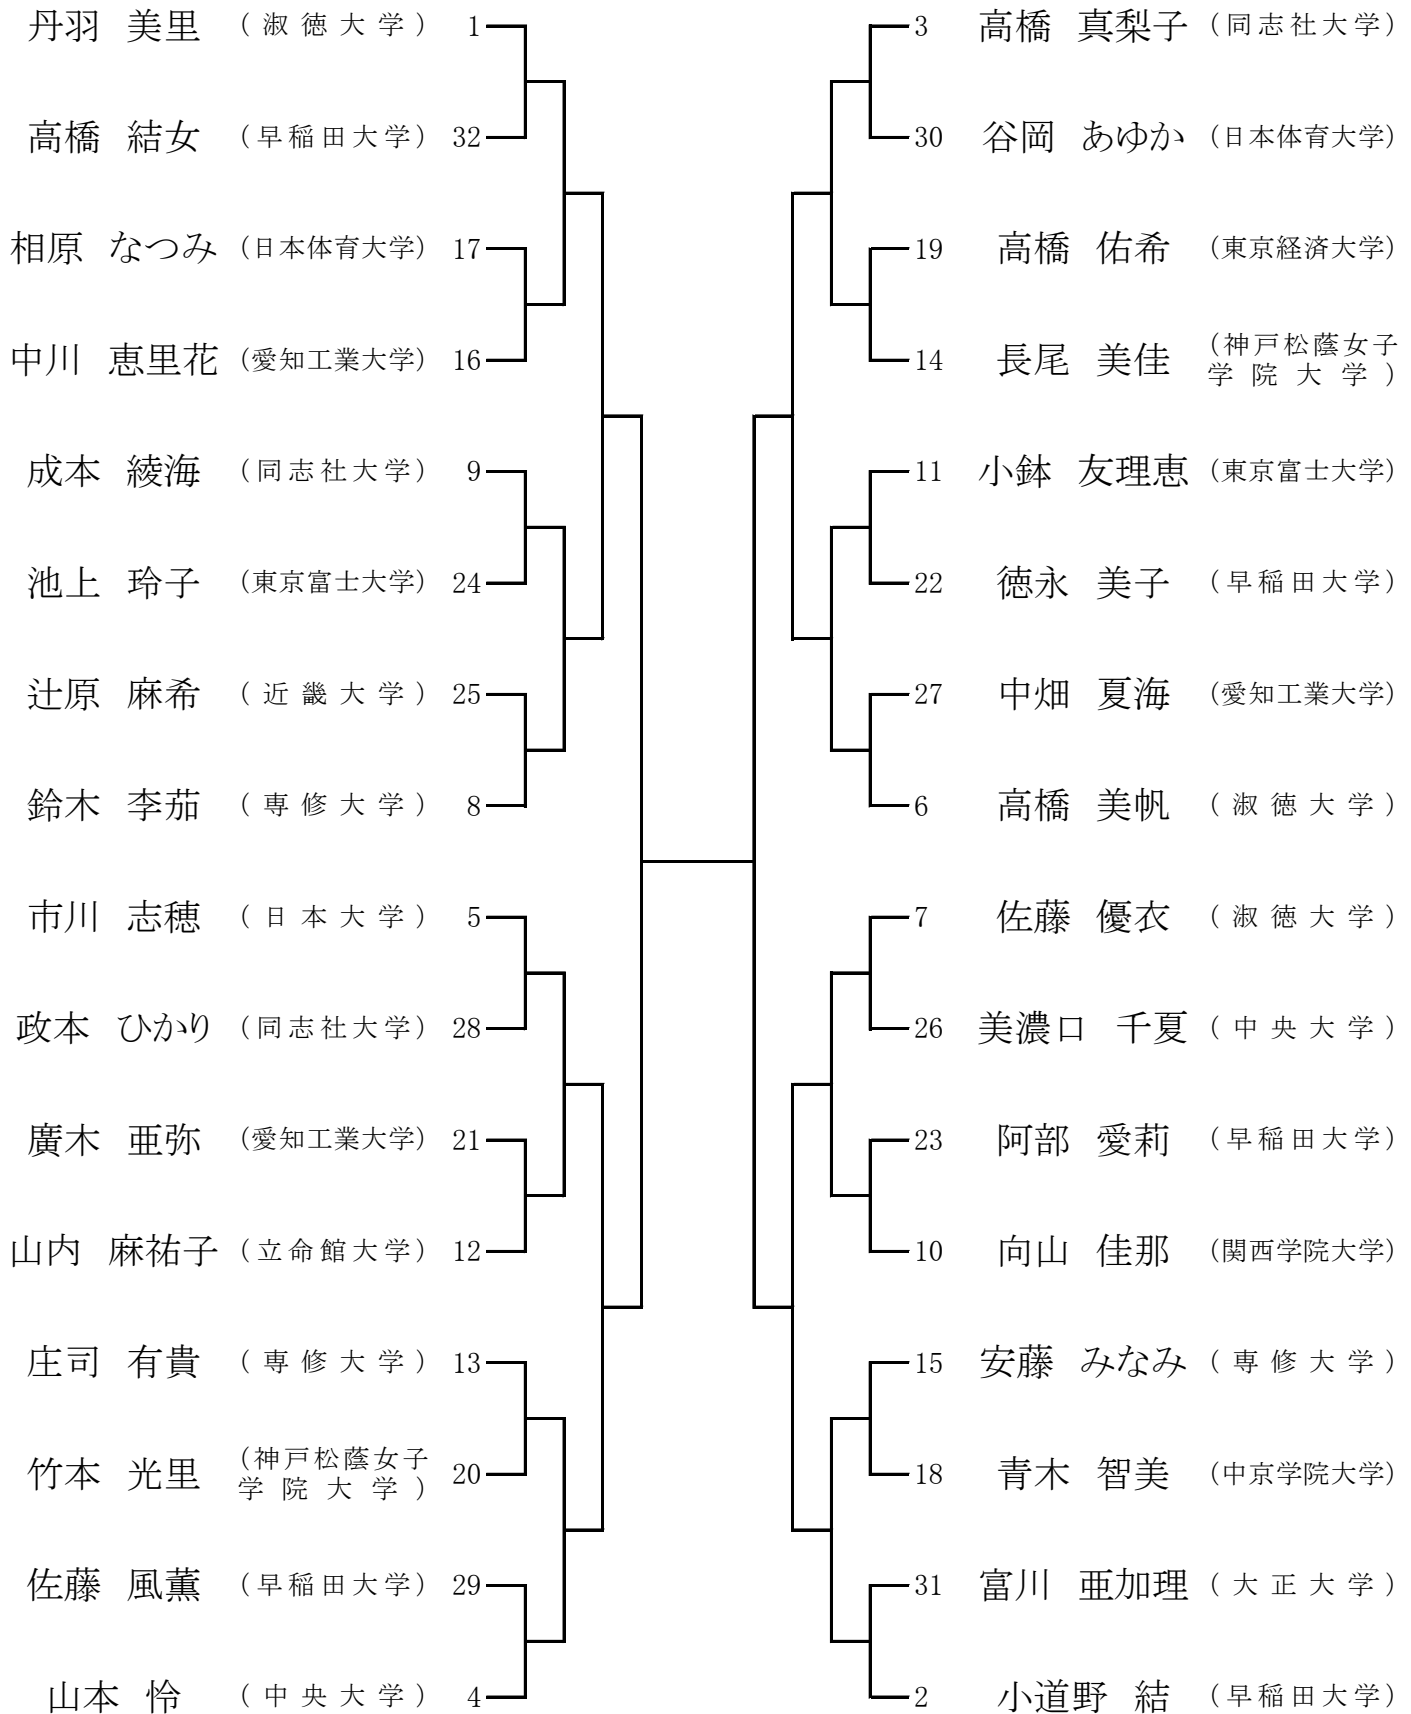 丹羽 美里 (淑徳大学) 1
高橋 結女 (早稲田大学) 32
相原 なつみ (日本体育大学) 17
中川 恵里花 (愛知工業大学) 16
成本 綾海 (同志社大学) 9
池上 玲子 (東京富士大学) 24
辻原 麻希 (近畿大学) 25
鈴木 李茄 (専修大学) 8
市川 志穂 (日本大学) 5
政本 ひかり (同志社大学) 28
廣木 亜弥 (愛知工業大学) 21
山内 麻祐子 (立命館大学) 12
庄司 有貴 (専修大学) 13
竹本 光里 (神戸松蔭女子
学院大学) 20
佐藤 風薫 (早稲田大学) 29
山本 怜 (中央大学) 4
3 高橋 真梨子 (同志社大学)
30 谷岡 あゆか (日本体育大学)
19 高橋 佑希 (東京経済大学)
14 長尾 美佳 (神戸松蔭女子
学院大学)
11 小鉢 友理恵 (東京富士大学)
22 徳永 美子 (早稲田大学)
27 中畑 夏海 (愛知工業大学)
6 高橋 美帆 (淑徳大学)
7 佐藤 優衣 (淑徳大学)
26 美濃口 千夏 (中央大学)
23 阿部 愛莉 (早稲田大学)
10 向山 佳那 (関西学院大学)
15 安藤 みなみ (専修大学)
18 青木 智美 (中京学院大学)
31 富川 亜加理 (大正大学)
2 小道野 結 (早稲田大学)